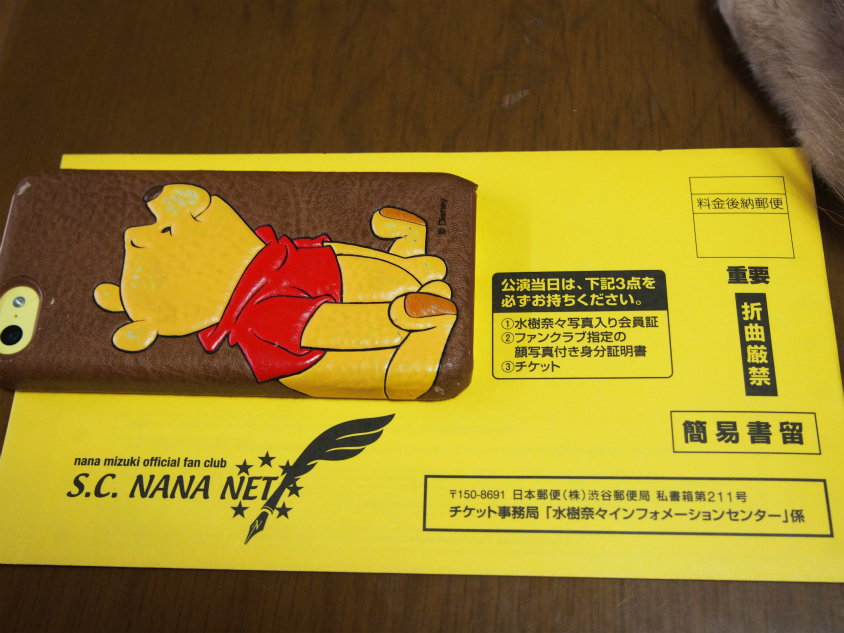 © Disney
料金後納郵便
重要
折曲厳禁
公演当日は、下記3点を
必ずお持ちください。
①水樹奈々写真入り会員証
②ファンクラブ指定の
顔写真付き身分証明書
③チケット
簡易書留
nana mizuki official fan club
S.C. NANA NET
〒150-8691 日本郵便(株)渋谷郵便局 私書箱第211号
チケット事務局「水樹奈々インフォメーションセンター」係